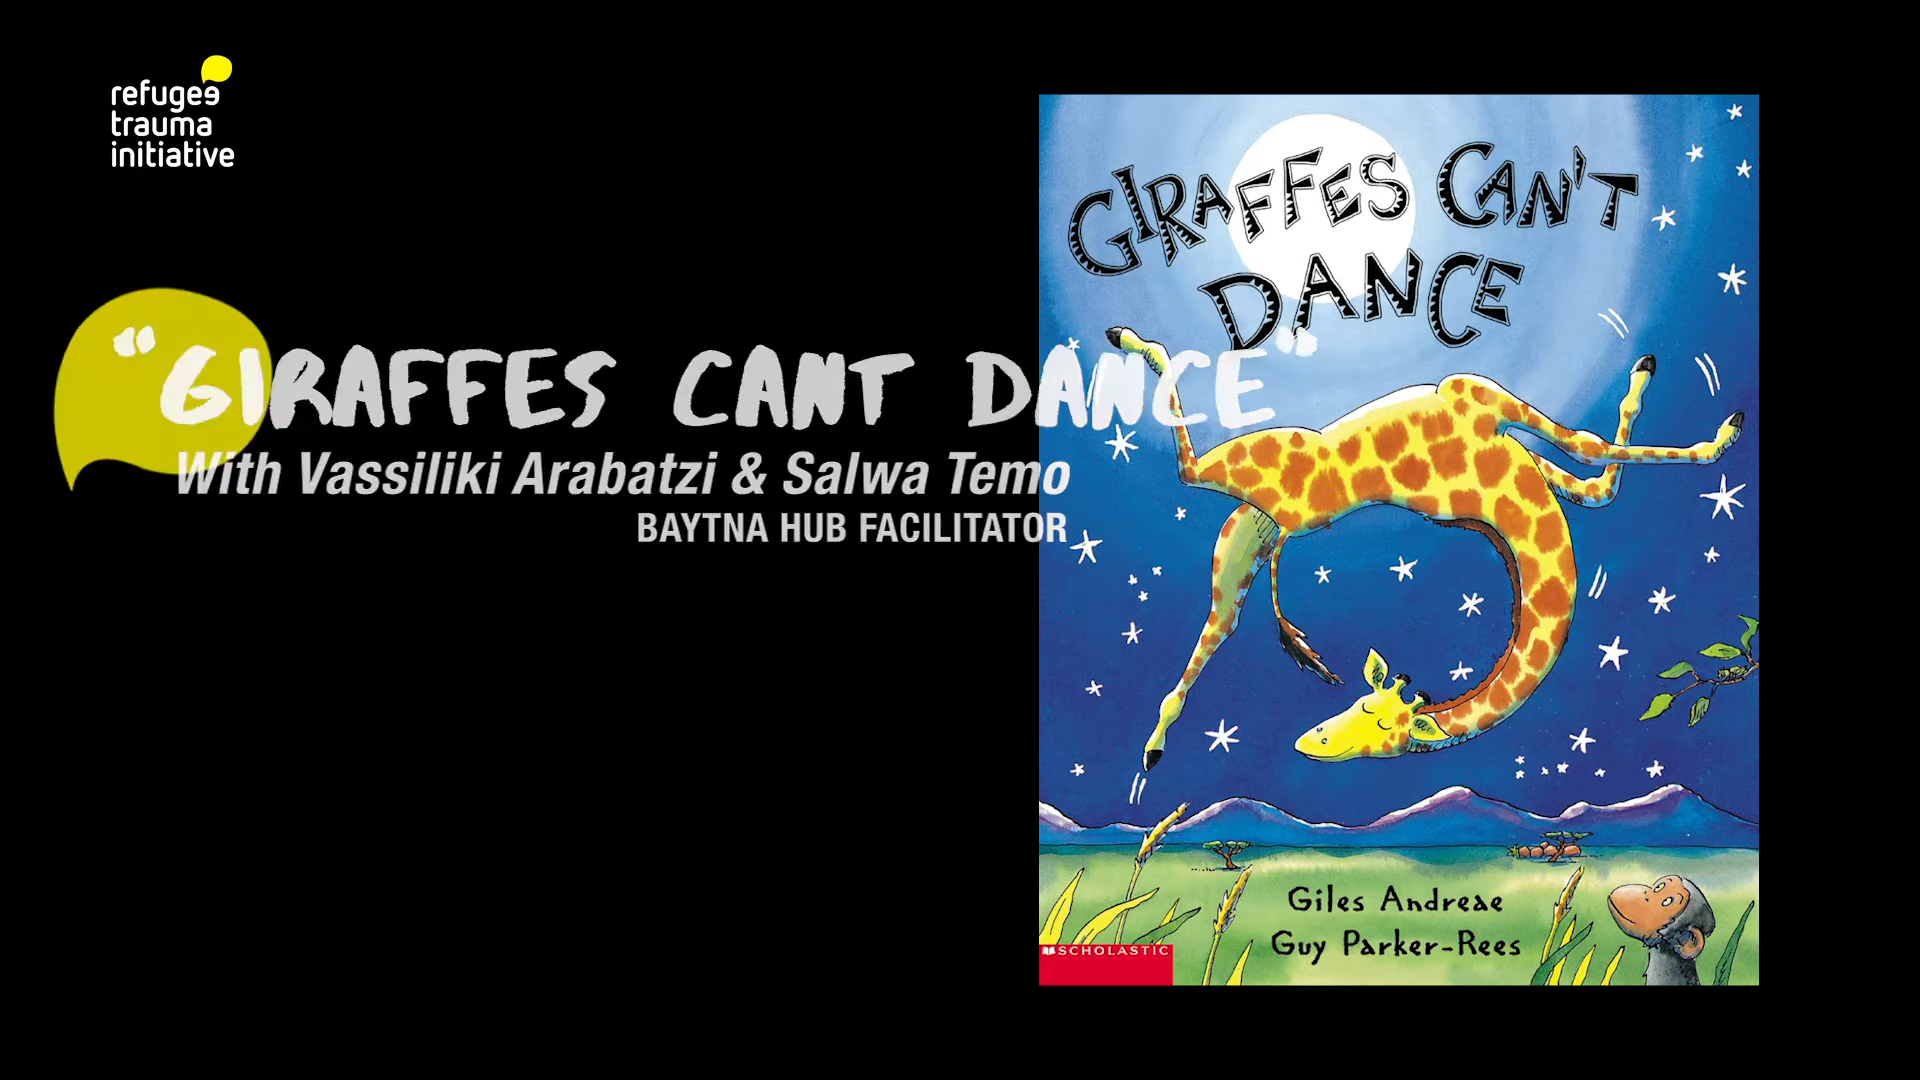 refugee
trauma
initiative
"GIRAFFES CANT DANCE"
With Vassiliki Arabatzi & Salwa Temo
BAYTNA HUB FACILITATOR
GIRAFFES CAN'T
DANCE
Giles Andreae
Guy Parker-Rees
SCHOLASTIC